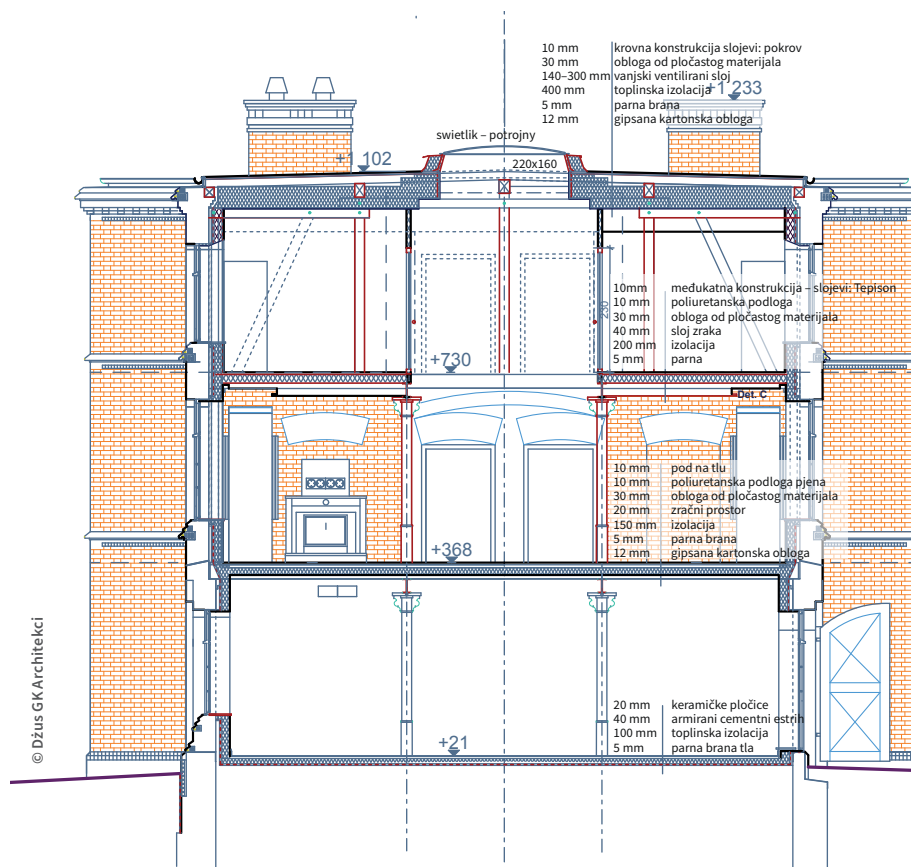 10 mm krovna konstrukcija slojevi: pokrov
30 mm obloga od pločastog materijala
140–300 mm vanjski ventilirani sloj
400 mm toplinska izolacija
5 mm parna brana
12 mm gipsana kartonska obloga
+1 233
swietlik – potrojny
+1 102
220x160
10mm međukatna konstrukcija – slojevi: Tepison
10 mm poliuretanska podloga
30 mm obloga od pločastog materijala
40 mm sloj zraka
200 mm izolacija
5 mm parna
230
+730
Det. C
10 mm pod na tlu
10 mm poliuretanska podloga pjena
30 mm obloga od pločastog materijala
20 mm zračni prostor
150 mm izolacija
5 mm parna brana
12 mm gipsana kartonska obloga
+368
20 mm keramičke pločice
40 mm armirani cementni estrih
100 mm toplinska izolacija
5 mm parna brana tla
+21
© Dżus GK Architekci